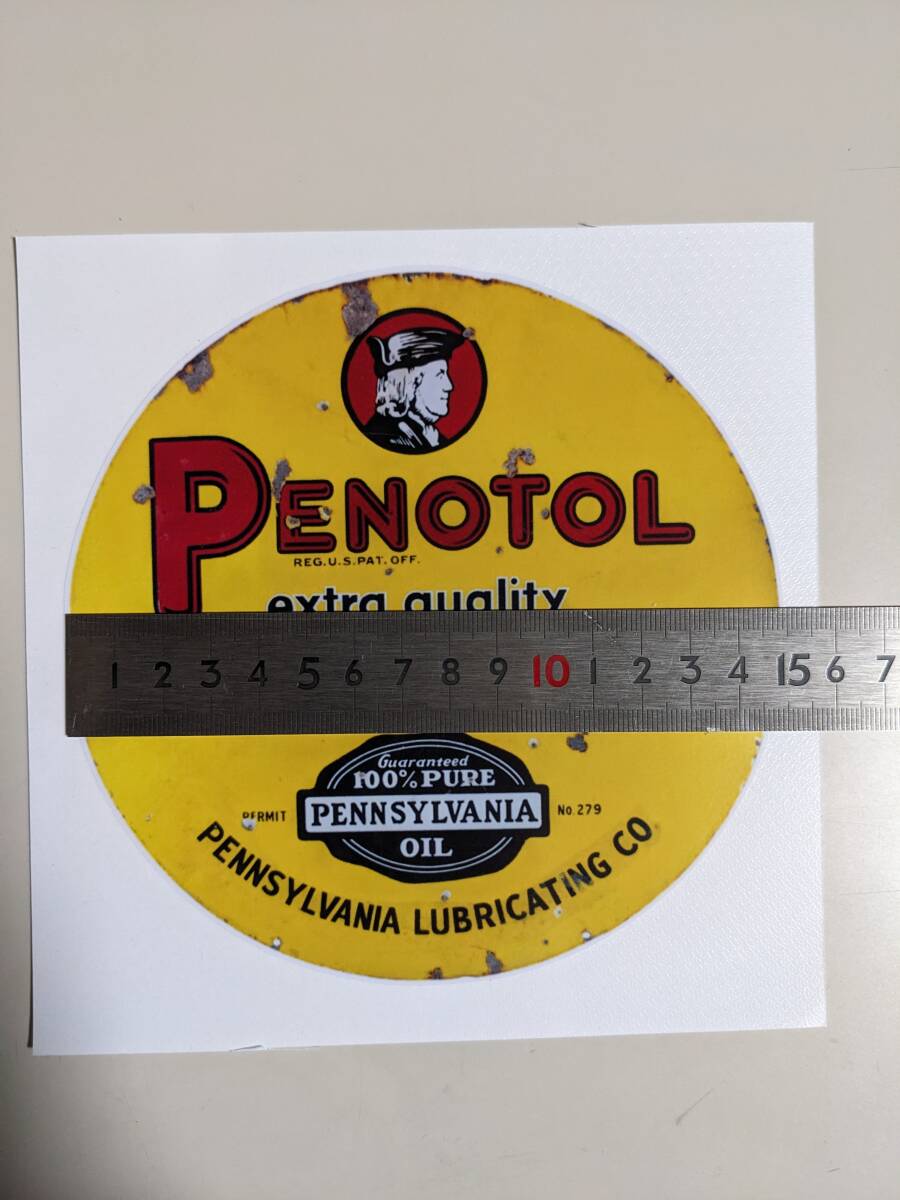 PENOTOL
REG.U.S.PAT.OFF.
extra quality
1 2 3 4 5 6 7 8 9 10 1 2 3 4 15 6 7
Guaranteed
100% PURE
PERMIT PENNSYLVANIA No. 279
OIL
PENNSYLVANIA LUBRICATING CO